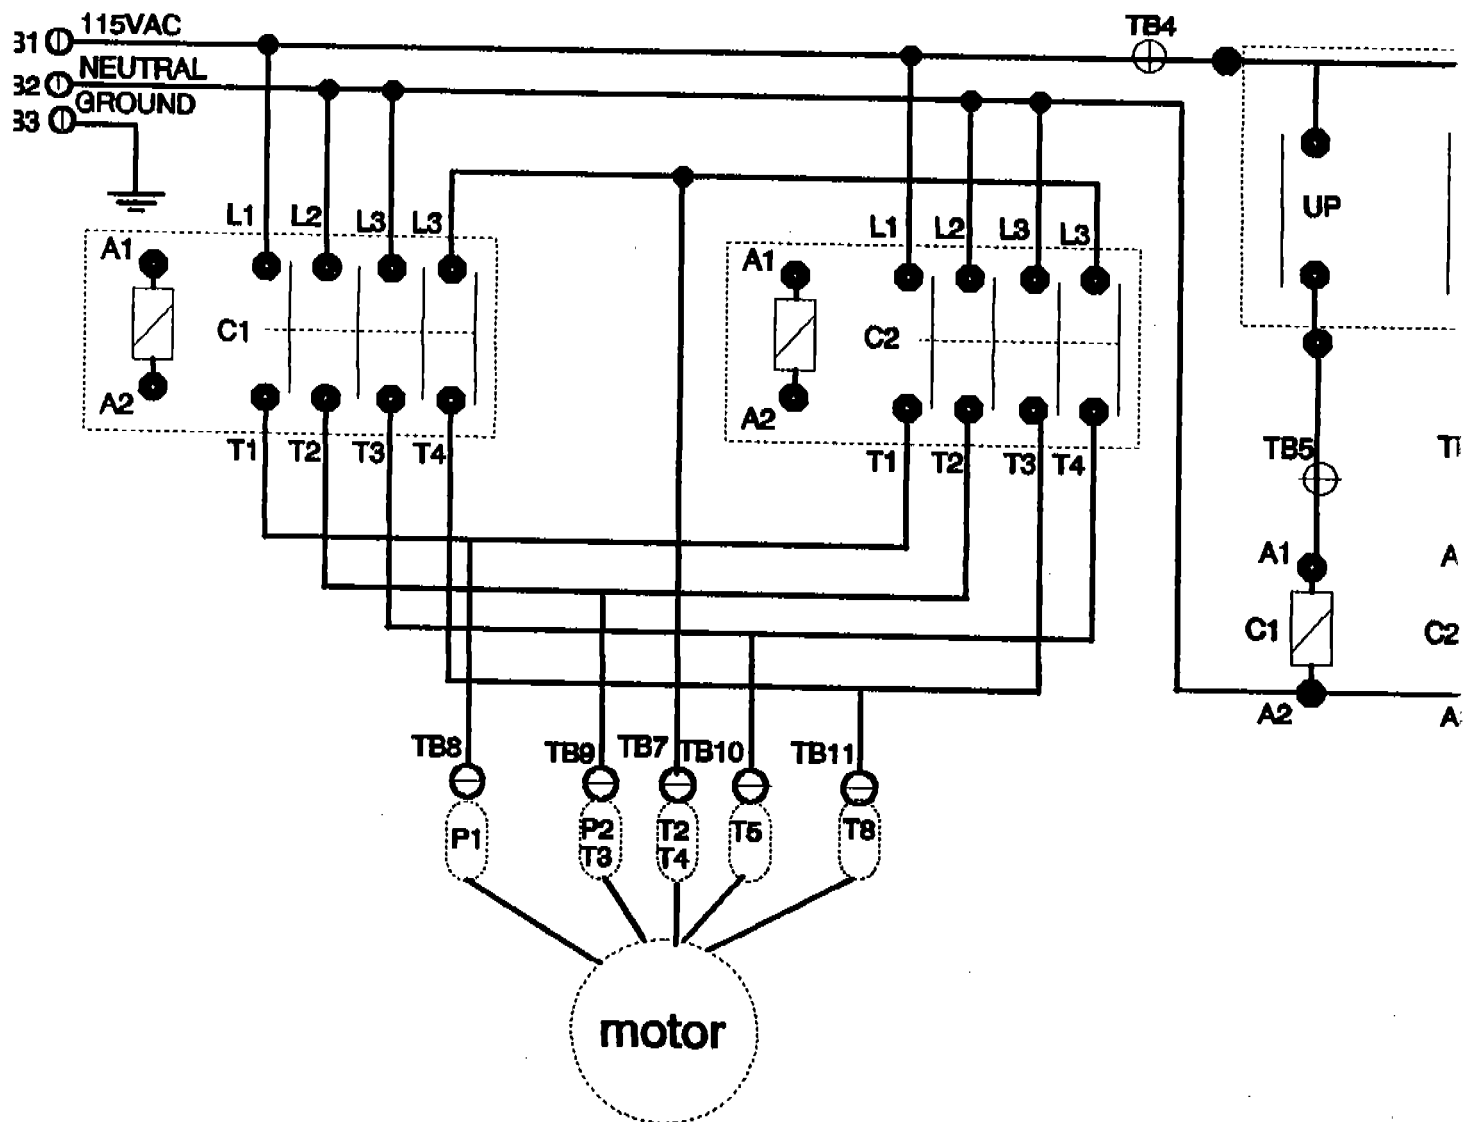 115VAC
TB4
31
NEUTRAL
32
GROUND
33
L1 L2 L3 L3
L1 L2 L3 L3
UP
A1
A1
C1
C2
A2
A2
T1 T2 T3 T4
T1 T2 T3 T4
TB5
A1
C1
C2
A2
TB8 TB9 TB7 TB10 TB11
P1
P2
T3
T2
T4
T5
T8
motor